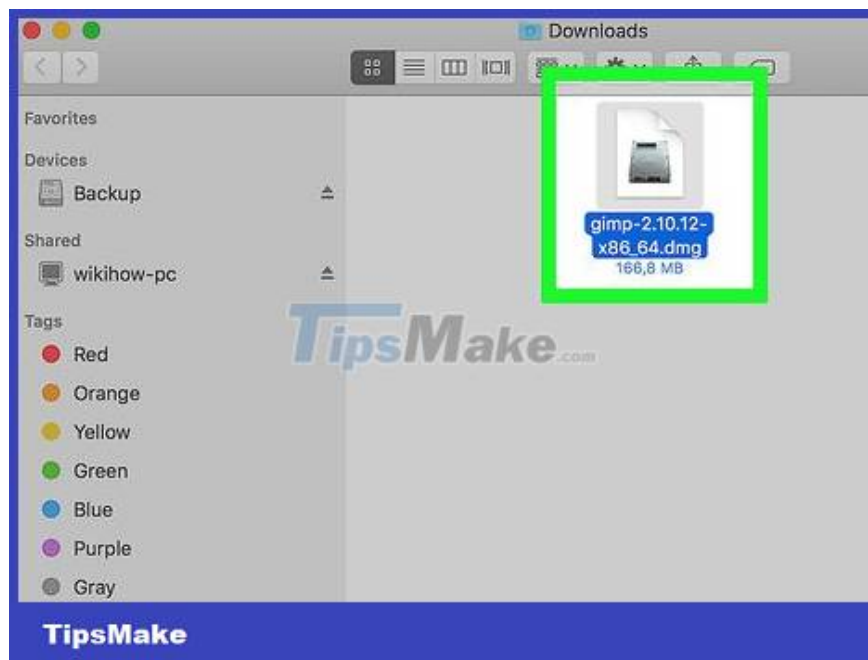 Downloads
Favorites
Devices
Backup
Shared
wikihow-pc
Tags
Red
Orange
Yellow
Green
Blue
Purple
Gray
gimp-2.10.12-
x86_64.dmg
166,8 MB
TipsMake.com
TipsMake